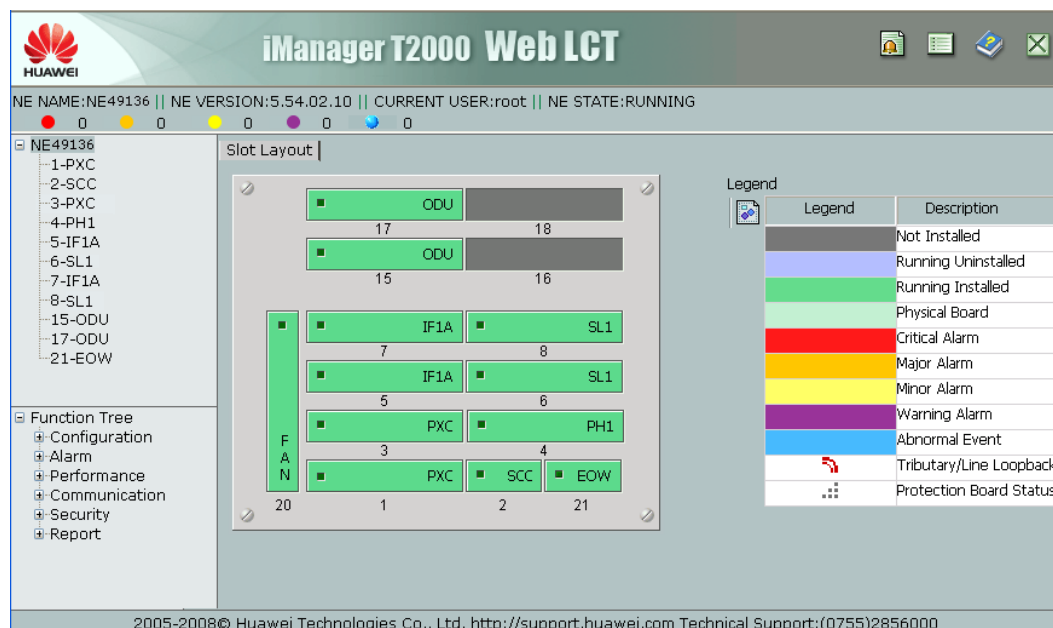 HUAWEI
iManager T2000 Web LCT
NE NAME:NE49136 || NE VERSION:5.54.02.10 || CURRENT USER:root || NE STATE:RUNNING
0 0 0 0 0
NE49136
1-PXC
2-SCC
3-PXC
4-PH1
5-IF1A
6-SL1
7-IF1A
8-SL1
15-ODU
17-ODU
21-EOW
Function Tree
Configuration
Alarm
Performance
Communication
Security
Report
Slot Layout
ODU
17 18
ODU
15 16
IF1A SL1
7 8
IF1A SL1
5 6
PXC PH1
3 4
FAN
PXC SCC EOW
20 1 2 21
Legend
Legend Description
Not Installed
Running Uninstalled
Running Installed
Physical Board
Critical Alarm
Major Alarm
Minor Alarm
Warning Alarm
Abnormal Event
Tributary/Line Loopback
Protection Board Status
2005-2008© Huawei Technologies Co., Ltd. http://support.huawei.com Technical Support:(0755)2856000